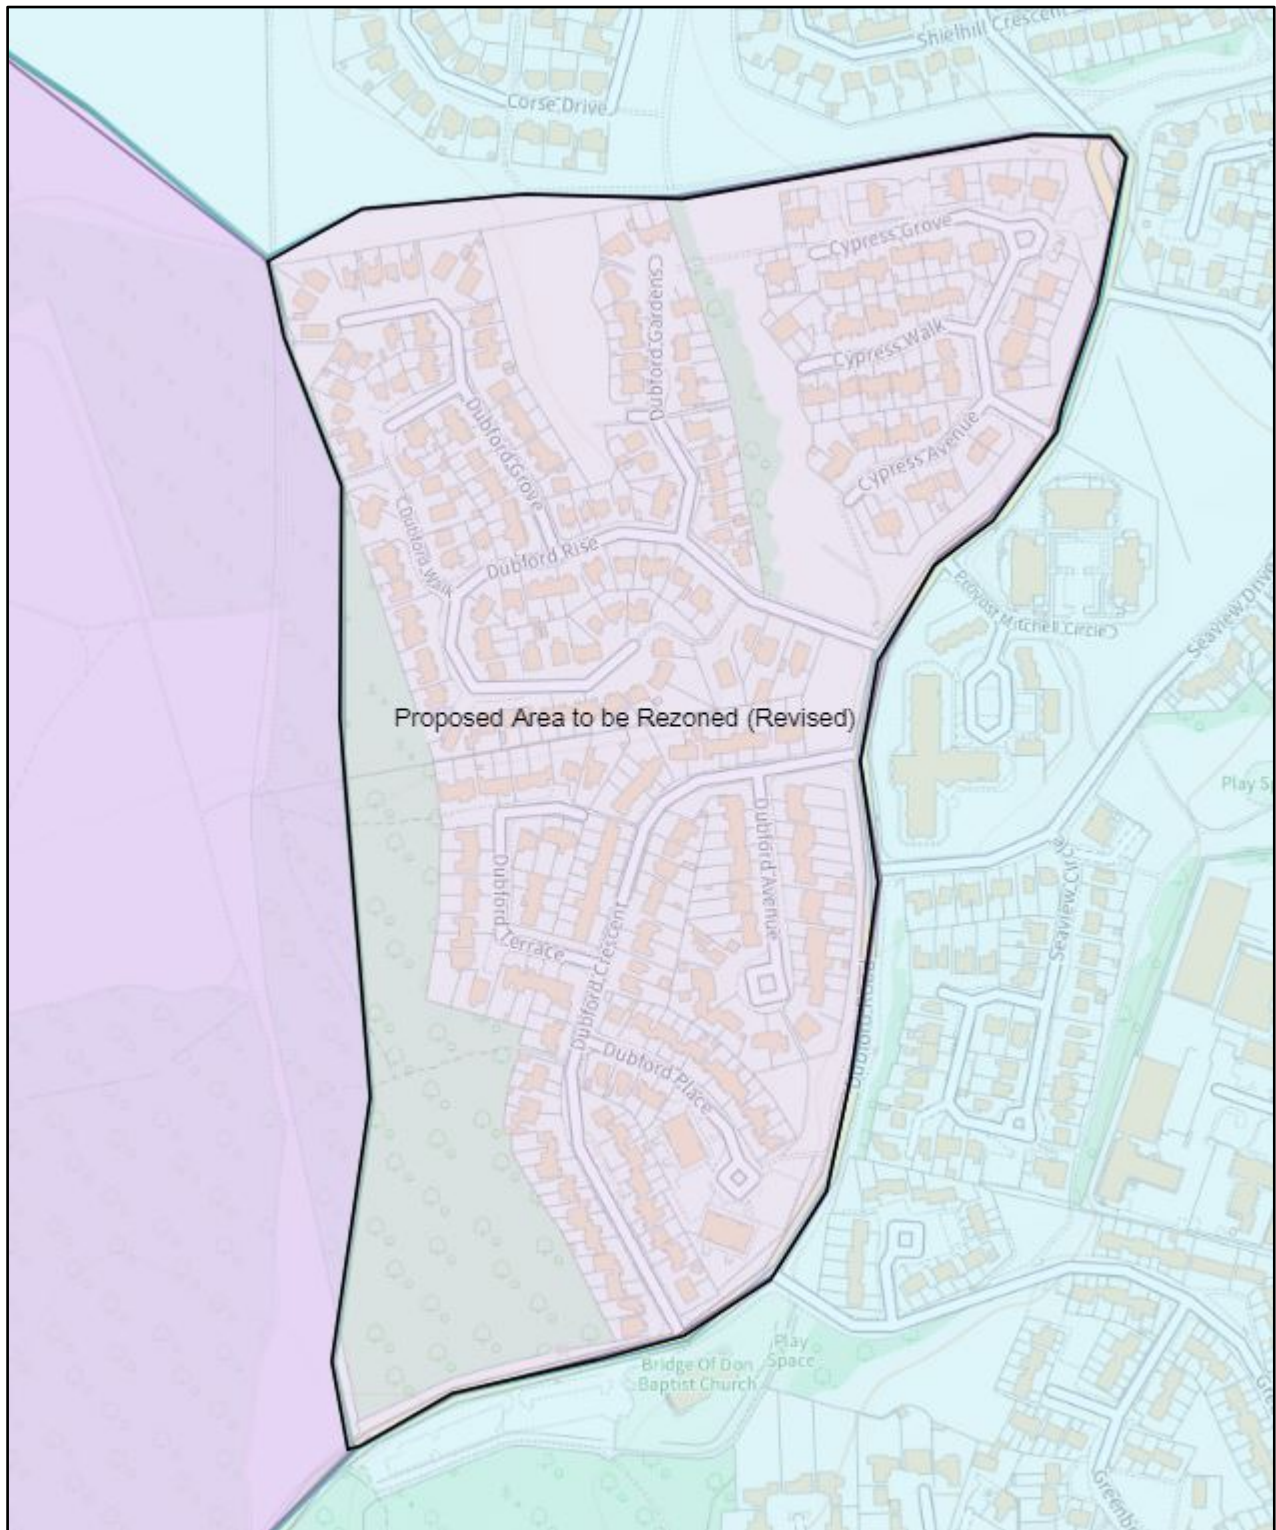 Shielhill Crescent
Corse Drive
Cypress Grove
Dubford Gardens
Cypress Walk
Dubford Grove
Cypress Avenue
Dubford Walk
Dubford Rise
Provost Mitchell Circle
Seaview Drive
Proposed Area to be Rezoned (Revised)
Play
Dubford Avenue
Seaview Circle
Dubford
Terrace
Dubford Crescent
Dubford Road
Dubford Place
Play
Space
Bridge Of Don
Baptist Church